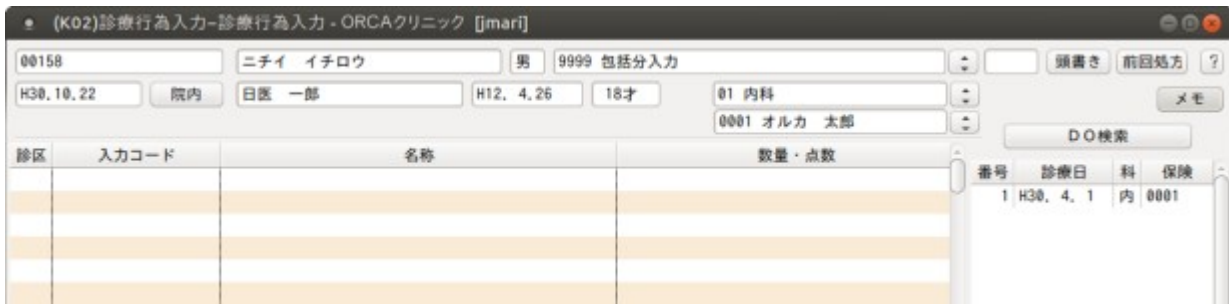 (K02)診療行為入力-診療行為入力 - ORCAクリニック [jmari]
00158 ニチイ イチロウ 男 9999 包括分入力 頭書き 前回処方 ?
H30.10.22 院内 日医 一郎 H12. 4.26 18才 01 内科 メモ
0001 オルカ 太郎
DO検索
診区 入力コード 名称 数量・点数
番号 診療日 科 保険
1 H30. 4. 1 内 0001